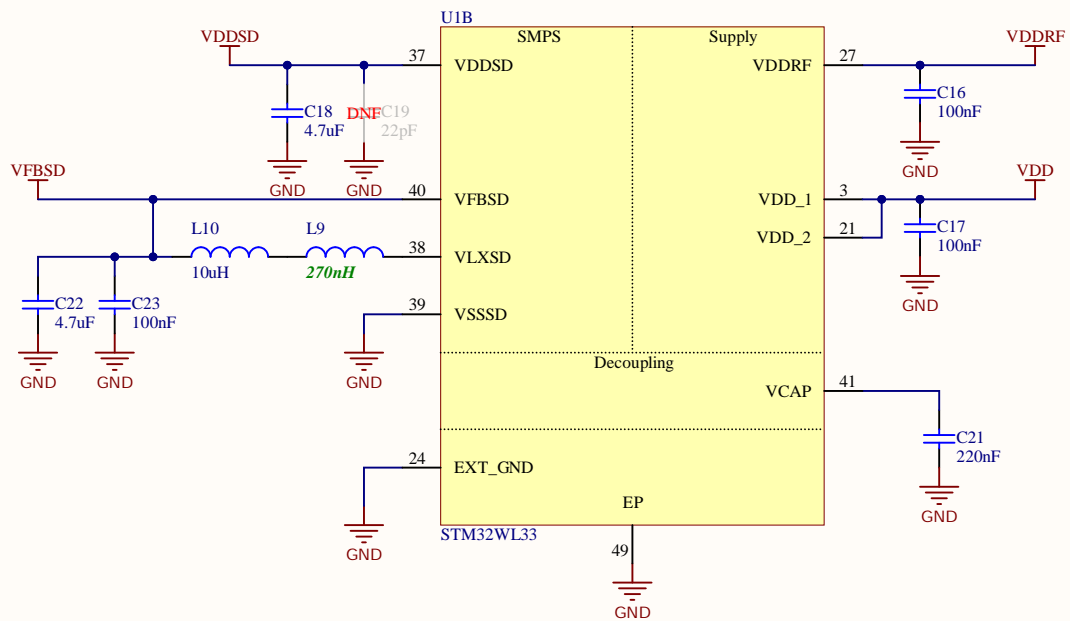 U1B
SMPS
Supply
VDDSD
37
VDDSD
VDDRF
27
VDDRF
C18
4.7uF
DNF
C19
22pF
C16
100nF
GND
GND
GND
VFBSD
40
VFBSD
VDD_1
3
VDD
VDD_2
21
C17
100nF
L10
10uH
L9
270nH
38
VLXSD
GND
C22
4.7uF
C23
100nF
39
VSSSD
GND
GND
GND
Decoupling
VCAP
41
C21
220nF
24
EXT_GND
EP
GND
GND
STM32WL33
49
GND